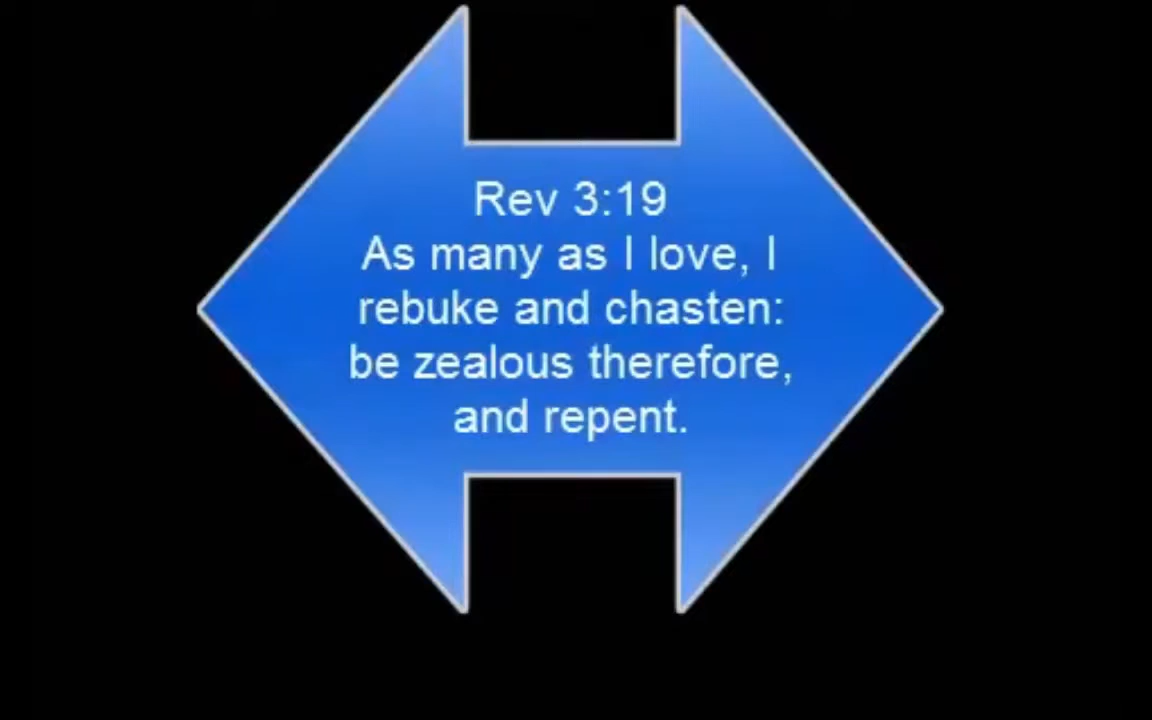 Rev 3:19
As many as I love, I
rebuke and chasten:
be zealous therefore,
and repent.